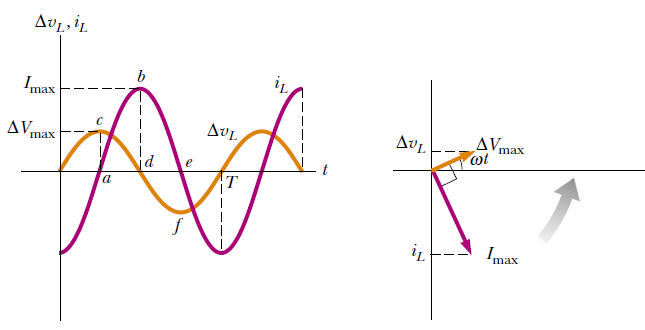 Δv_L, i_L
I_max
b
i_L
c
ΔV_max
Δv_L
a
d
e
T
t
f
Δv_L
ΔV_max
ωt
i_L
I_max